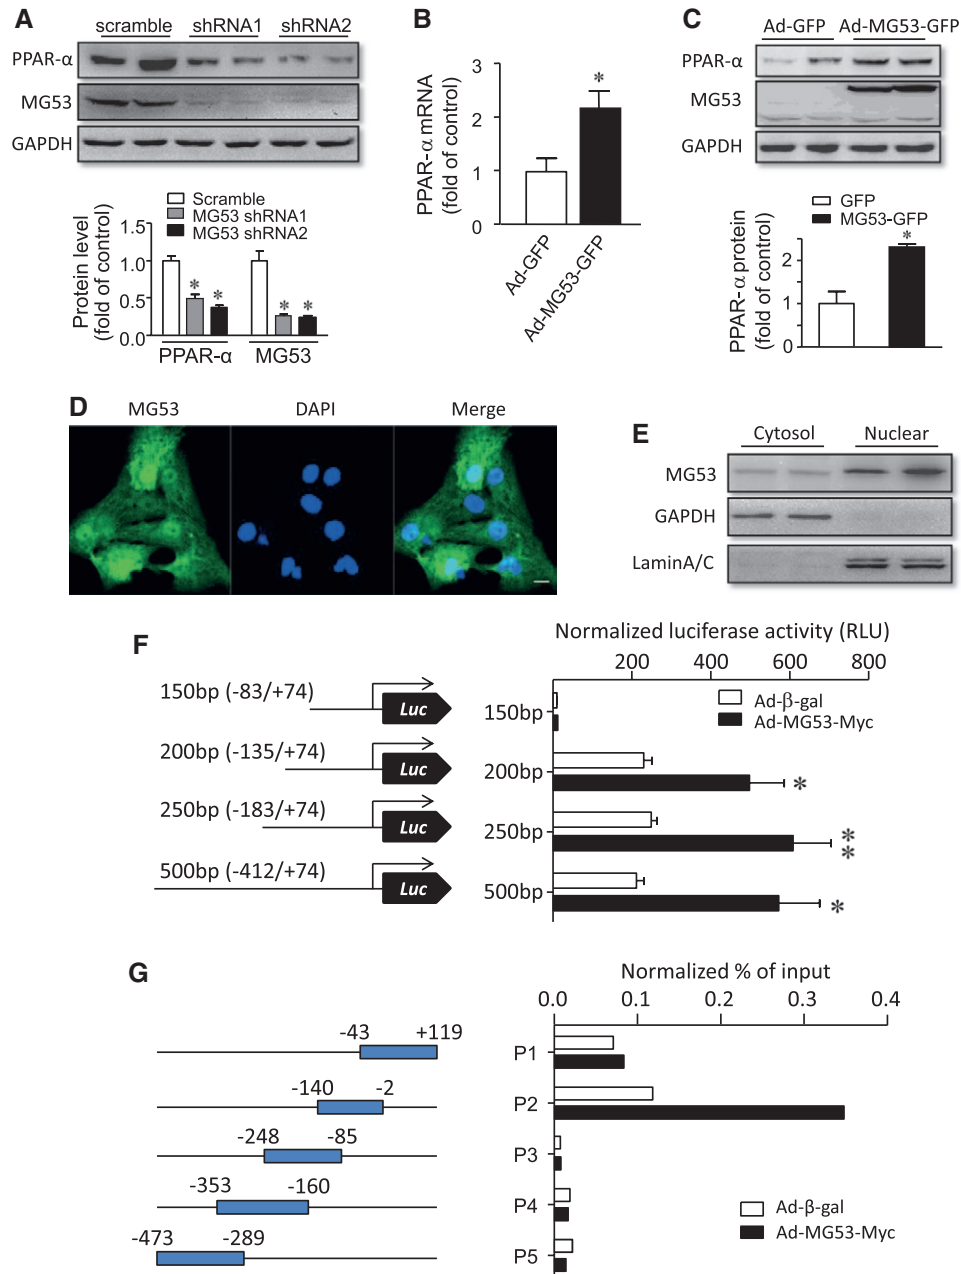 A
scramble shRNA1 shRNA2
PPAR-α
MG53
GAPDH
Scramble
MG53 shRNA1
MG53 shRNA2
Protein level
(fold of control)
1.5
1.0
0.5
0.0
* * * *
PPAR-α MG53
B
PPAR-α mRNA
(fold of control)
3
2
1
0
*
Ad-GFP
Ad-MG53-GFP
C
Ad-GFP Ad-MG53-GFP
PPAR-α
MG53
GAPDH
GFP
MG53-GFP
PPAR-α protein
(fold of control)
2
1
0
*
D
MG53 DAPI Merge
E
Cytosol Nuclear
MG53
GAPDH
LaminA/C
F
Normalized luciferase activity (RLU)
200 400 600 800
Ad-β-gal
Ad-MG53-Myc
150bp (-83/+74)
Luc
150bp
200bp (-135/+74)
Luc
200bp
*
250bp (-183/+74)
Luc
250bp
**
500bp (-412/+74)
Luc
500bp
*
G
Normalized % of input
0.0 0.1 0.2 0.3 0.4
-43 +119
P1
-140 -2
P2
-248 -85
P3
-353 -160
P4
-473 -289
P5
Ad-β-gal
Ad-MG53-Myc